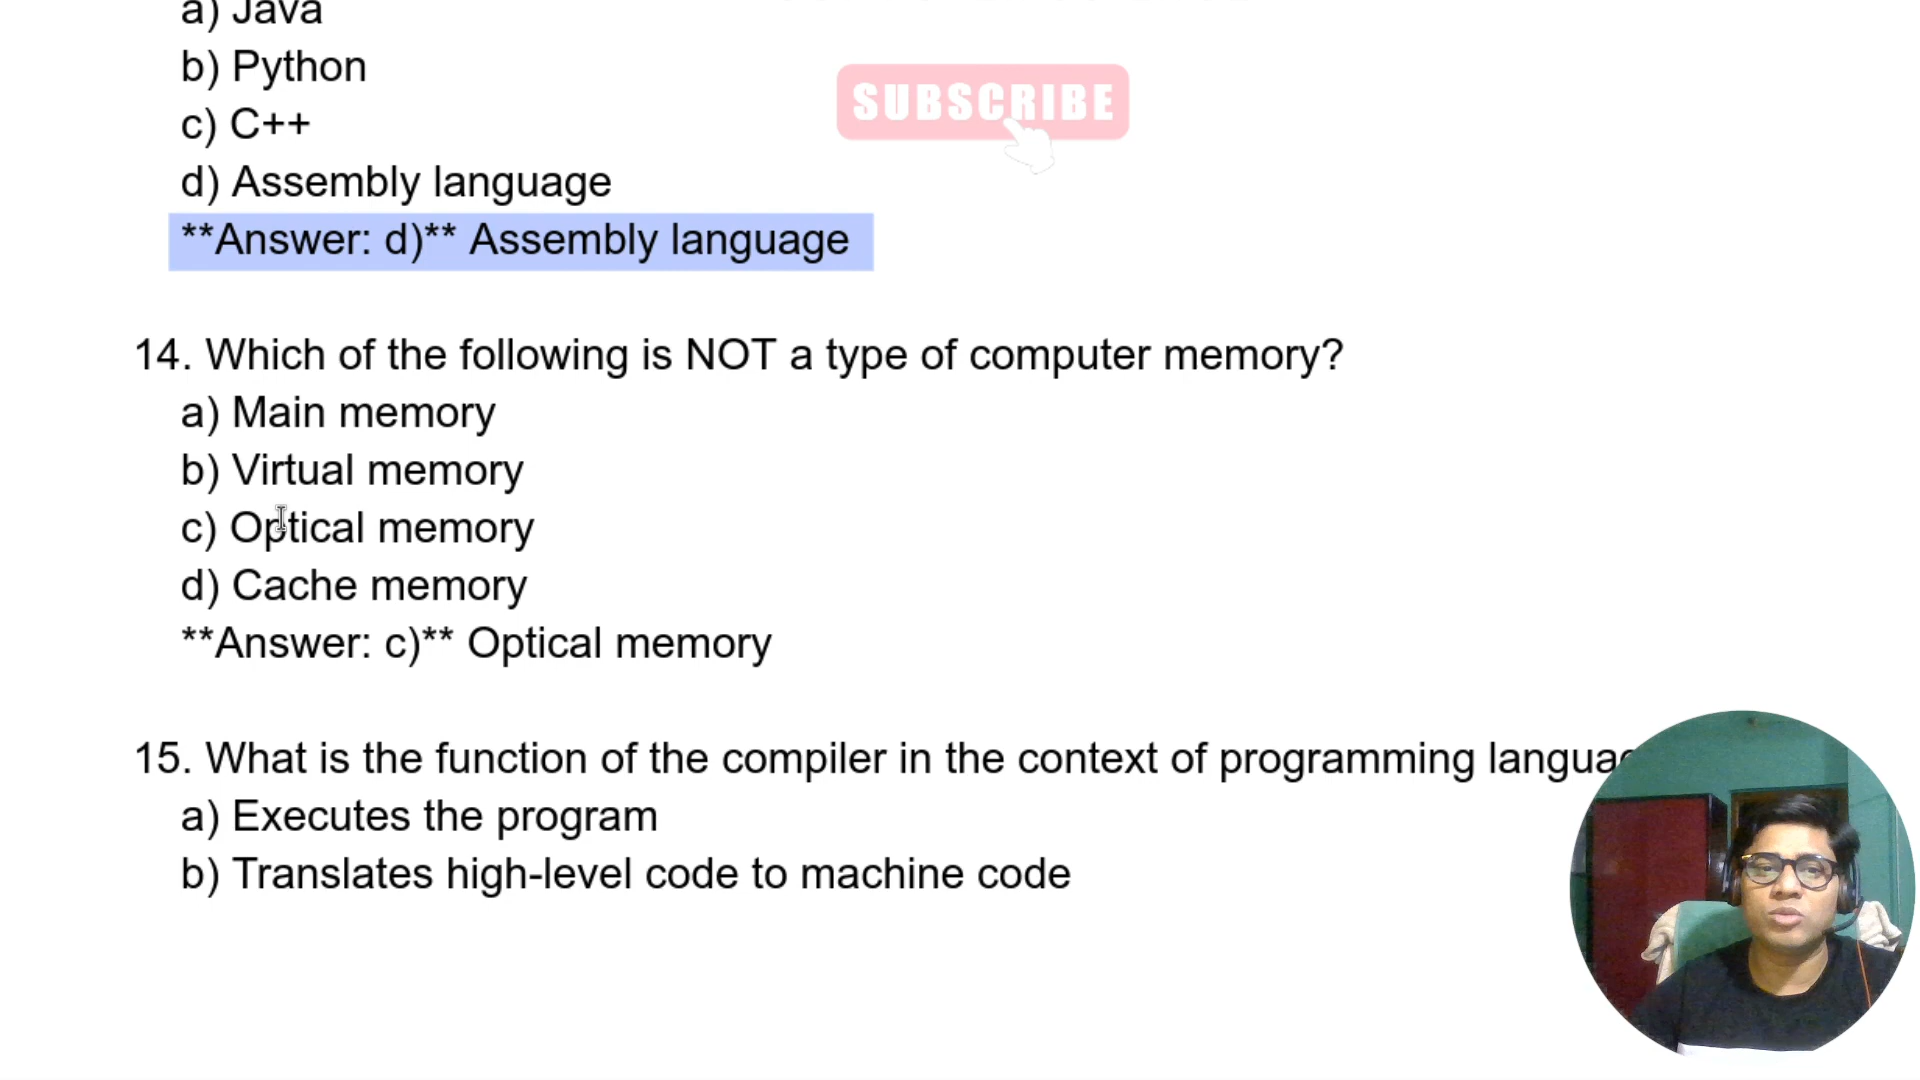 a) Java
b) Python
SUBSCRIBE
c) C++
d) Assembly language
**Answer: d)** Assembly language
14. Which of the following is NOT a type of computer memory?
a) Main memory
b) Virtual memory
c) Optical memory
d) Cache memory
**Answer: c)** Optical memory
15. What is the function of the compiler in the context of programming
a) Executes the program
b) Translates high-level code to machine code